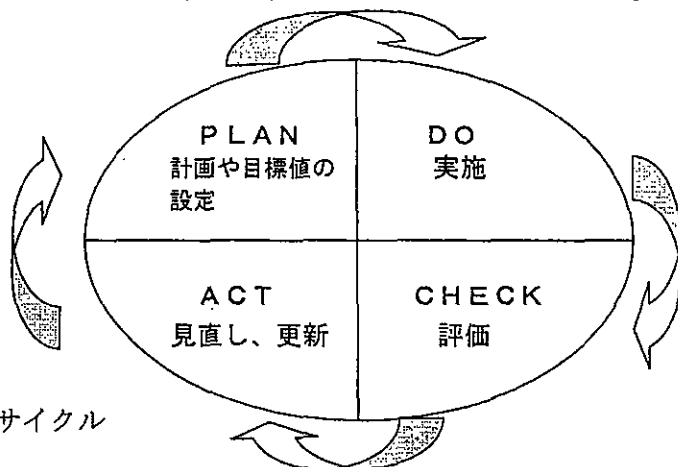 PLAN
計画や目標値の
設定
DO
実施
ACT
見直し、更新
CHECK
評価
サイクル